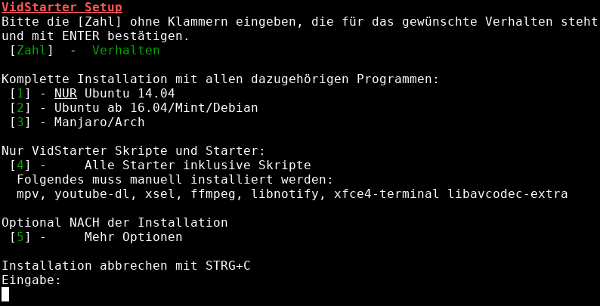 VidStarter Setup
Bitte die [Zahl] ohne Klammern eingeben, die für das gewünschte Verhalten steht
und mit ENTER bestätigen.
[Zahl] - Verhalten
Komplette Installation mit allen dazugehörigen Programmen:
[1] - NUR Ubuntu 14.04
[2] - Ubuntu ab 16.04/Mint/Debian
[3] - Manjaro/Arch
Nur VidStarter Skripte und Starter:
[4] - Alle Starter inklusive Skripte
Folgendes muss manuell installiert werden:
mpv, youtube-dl, xsel, ffmpeg, libnotify, xfce4-terminal libavcodec-extra
Optional NACH der Installation
[5] - Mehr Optionen
Installation abbrechen mit STRG+C
Eingabe: